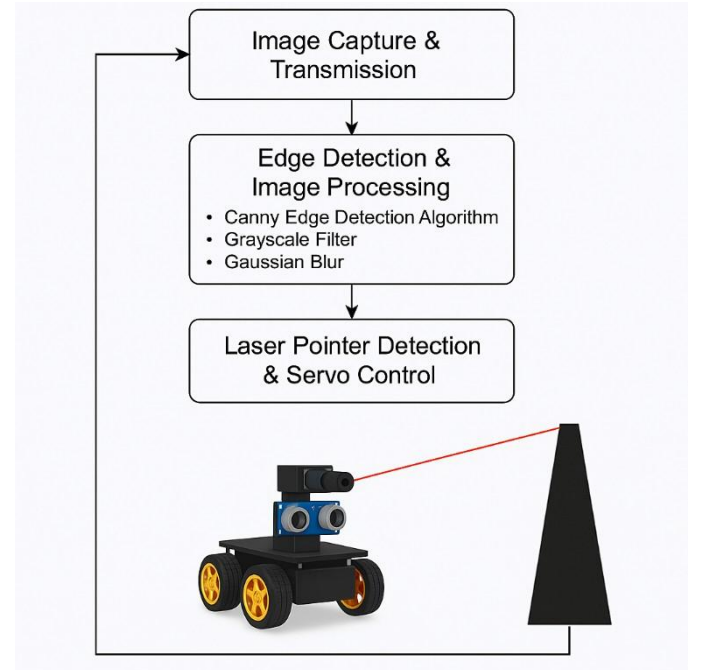 Image Capture &
Transmission
Edge Detection &
Image Processing
• Canny Edge Detection Algorithm
• Grayscale Filter
• Gaussian Blur
Laser Pointer Detection
& Servo Control